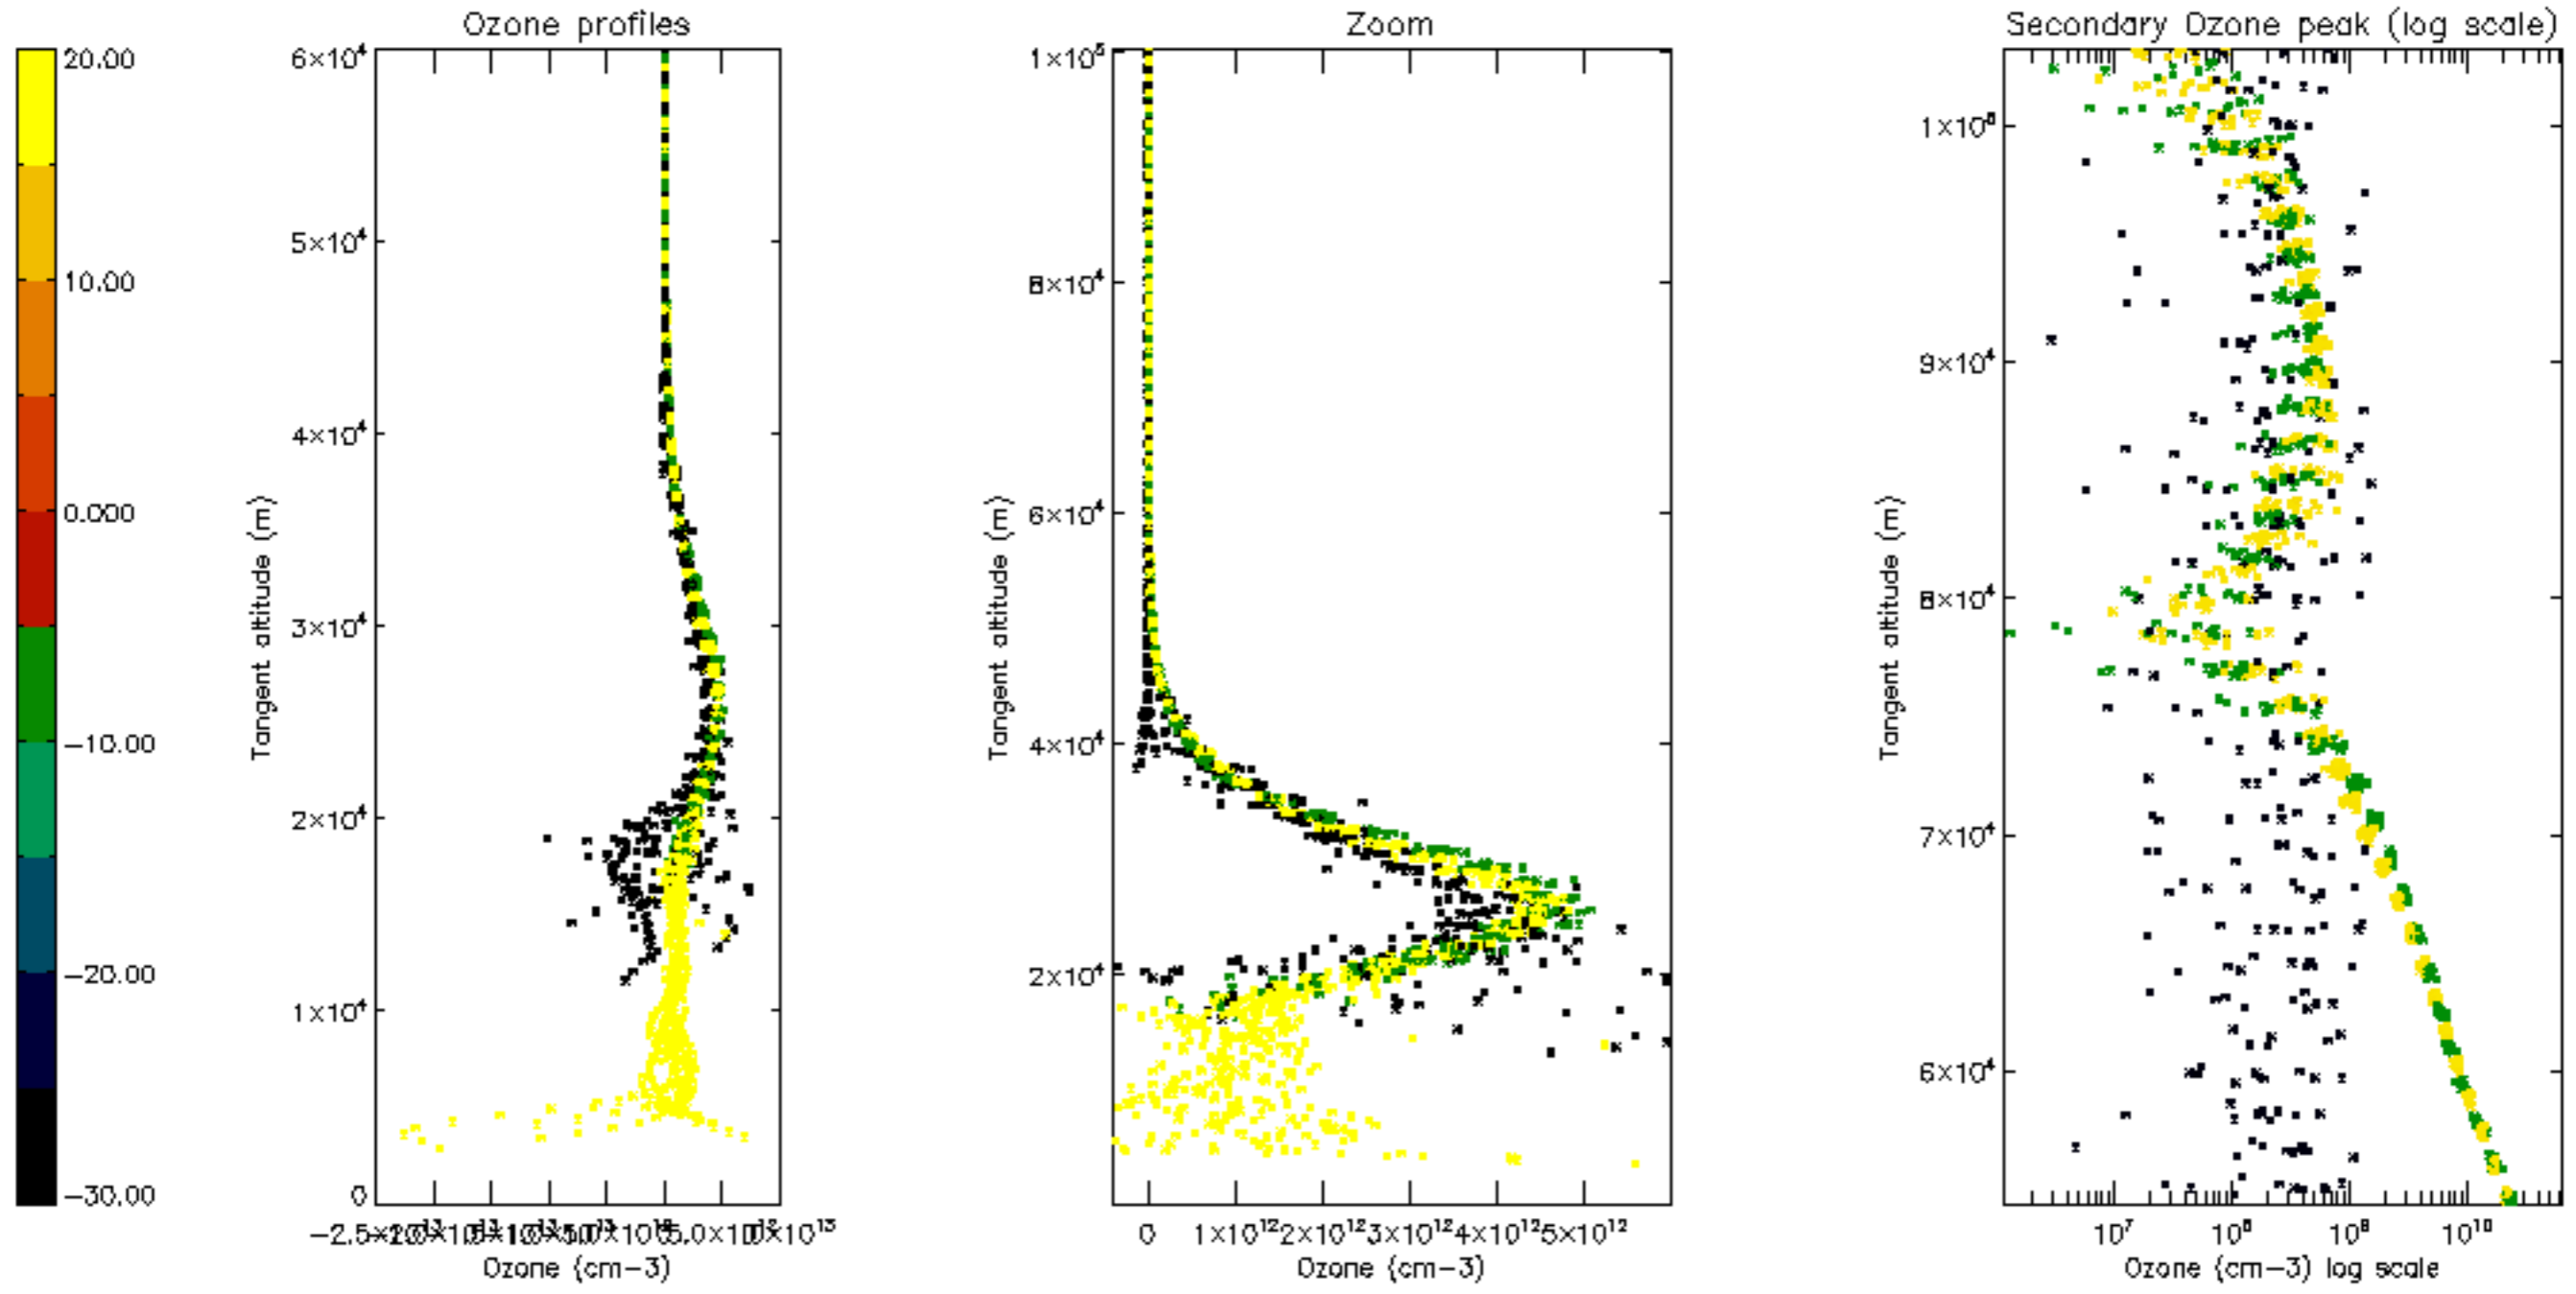 Ozone profiles
Zoom
Secondary Ozone peak (log scale)
20.00
10.00
0.000
−10.00
−20.00
−30.00
Tangent altitude (m)
6×10⁴
5×10⁴
4×10⁴
3×10⁴
2×10⁴
1×10⁴
0
Ozone (cm−3)
Tangent altitude (m)
1×10⁵
8×10⁴
6×10⁴
4×10⁴
2×10⁴
0 1×10¹² 2×10¹² 3×10¹² 4×10¹² 5×10¹²
Ozone (cm−3)
Tangent altitude (m)
1×10⁵
9×10⁴
8×10⁴
7×10⁴
6×10⁴
10⁷ 10⁸ 10⁹ 10¹⁰
Ozone (cm−3) log scale